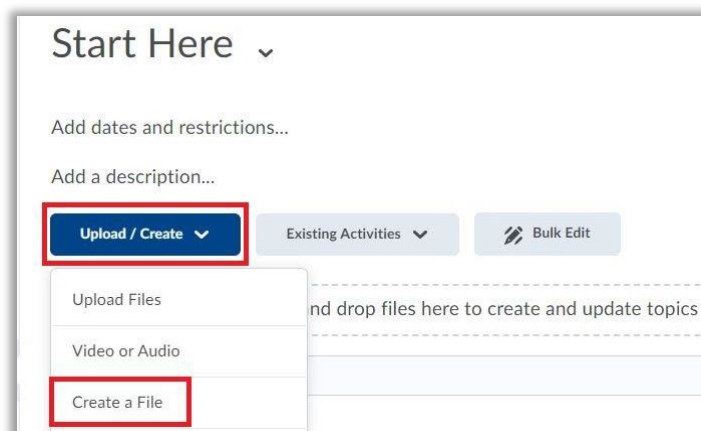 Start Here
Add dates and restrictions...
Add a description...
Upload / Create Existing Activities Bulk Edit
Upload Files
and drop files here to create and update topics
Video or Audio
Create a File